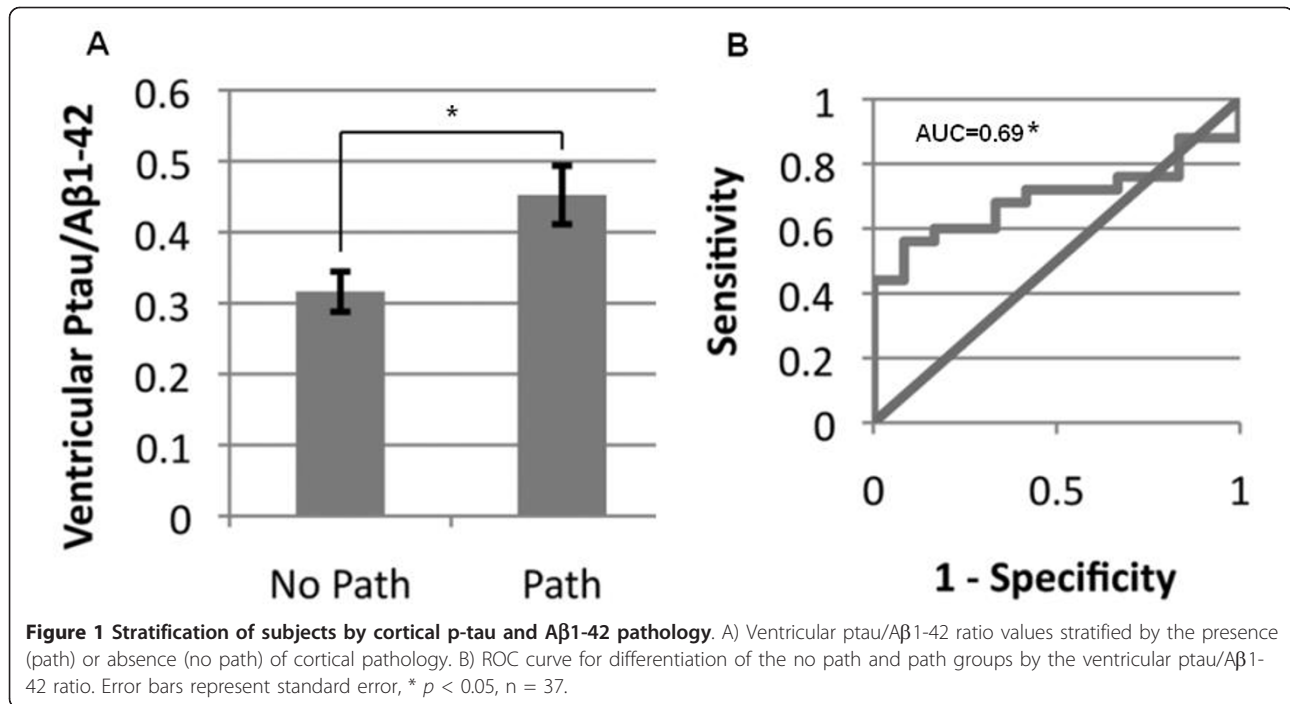 A
Ventricular Ptau/Aβ1-42
0.6
0.5
0.4
0.3
0.2
0.1
0
*
No Path
Path
B
Sensitivity
1
0.8
0.6
0.4
0.2
0
AUC=0.69*
0
0.5
1
1 - Specificity
Figure 1 Stratification of subjects by cortical p-tau and Aβ1-42 pathology. A) Ventricular ptau/Aβ1-42 ratio values stratified by the presence
(path) or absence (no path) of cortical pathology. B) ROC curve for differentiation of the no path and path groups by the ventricular ptau/Aβ1-
42 ratio. Error bars represent standard error, * p < 0.05, n = 37.